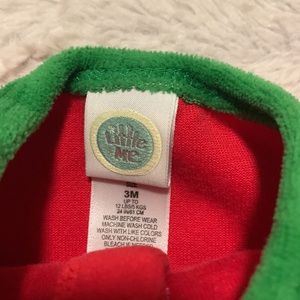 little
Me
3M
UP TO
12 LBS/5 KGS
24 IN/61 CM
WASH BEFORE WEAR
MACHINE WASH COLD
WASH WITH LIKE COLORS
ONLY NON-CHLORINE
BLEACH